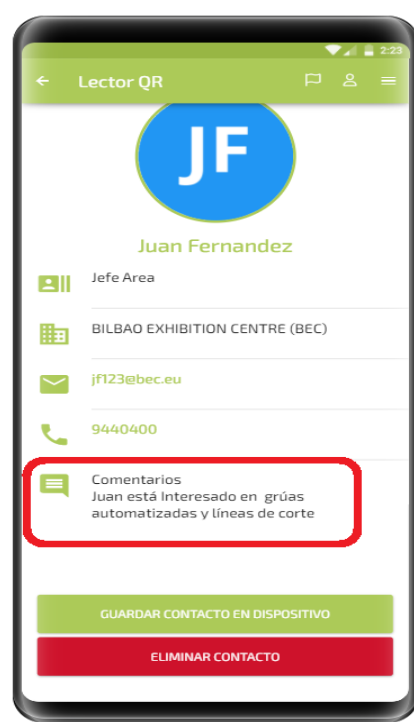 2:23
Lector QR
JF
Juan Fernandez
Jefe Area
BILBAO EXHIBITION CENTRE (BEC)
jf123@bec.eu
9440400
Comentarios
Juan está Interesado en grúas
automatizadas y líneas de corte
GUARDAR CONTACTO EN DISPOSITIVO
ELIMINAR CONTACTO